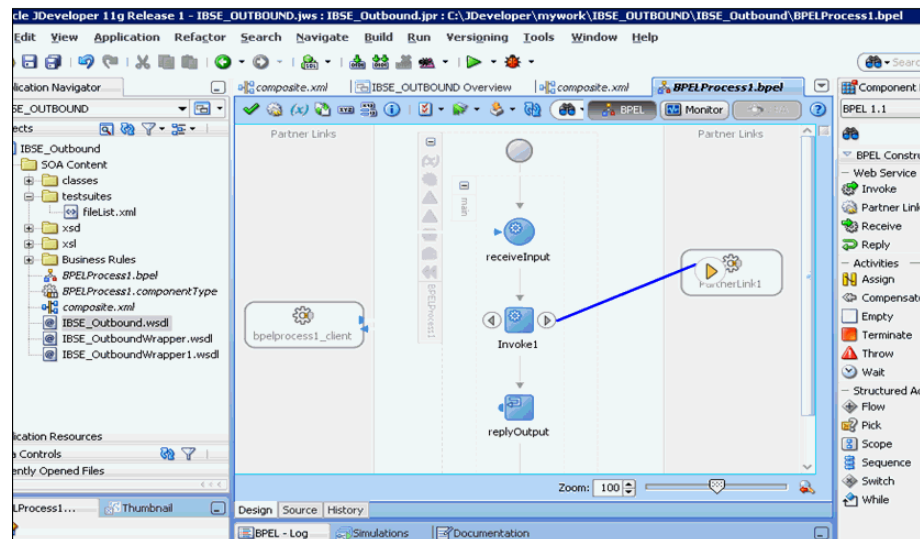 cle JDeveloper 11g Release 1 - IBSE_OUTBOUND.jws : IBSE_Outbound.jpr : C:\JDeveloper\mywork\IBSE_OUTBOUND\IBSE_Outbound\BPELProcess1.bpel
Edit View Application Refactor Search Navigate Build Run Versioning Tools Window Help
Searc
lication Navigator
composite.xml IBSE_OUTBOUND Overview composite.xml BPELProcess1.bpel
Component
SE_OUTBOUND
BPEL Monitor
BPEL 1.1
ects
IBSE_Outbound
SOA Content
classes
testsuites
fileList.xml
xsd
xsl
Business Rules
BPELProcess1.bpel
BPELProcess1.componentType
composite.xml
IBSE_Outbound.wsdl
IBSE_OutboundWrapper.wsdl
IBSE_OutboundWrapper1.wsdl
lication Resources
a Controls
ently Opened Files
LProcess1... Thumbnail
Partner Links
Partner Links
main
BPELProcess1
receiveInput
PartnerLink1
bpelprocess1_client
Invoke1
replyOutput
Zoom: 100
Design Source History
BPEL - Log Simulations Documentation
BPEL Constru
Web Service
Invoke
Partner Link
Receive
Reply
Activities
Assign
Compensat
Empty
Terminate
Throw
Wait
Structured Ac
Flow
Pick
Scope
Sequence
Switch
While